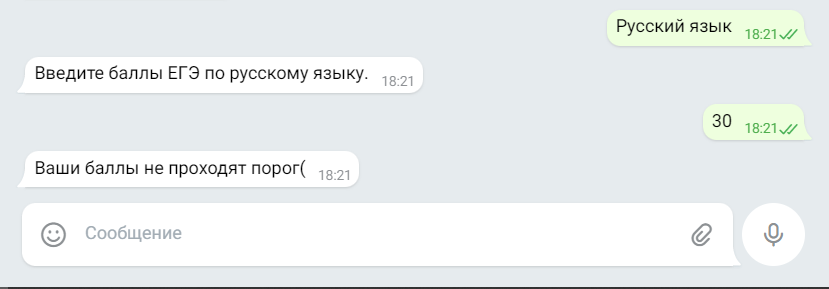 Русский язык 18:21
Введите баллы ЕГЭ по русскому языку. 18:21
30 18:21
Ваши баллы не проходят порог( 18:21
Сообщение